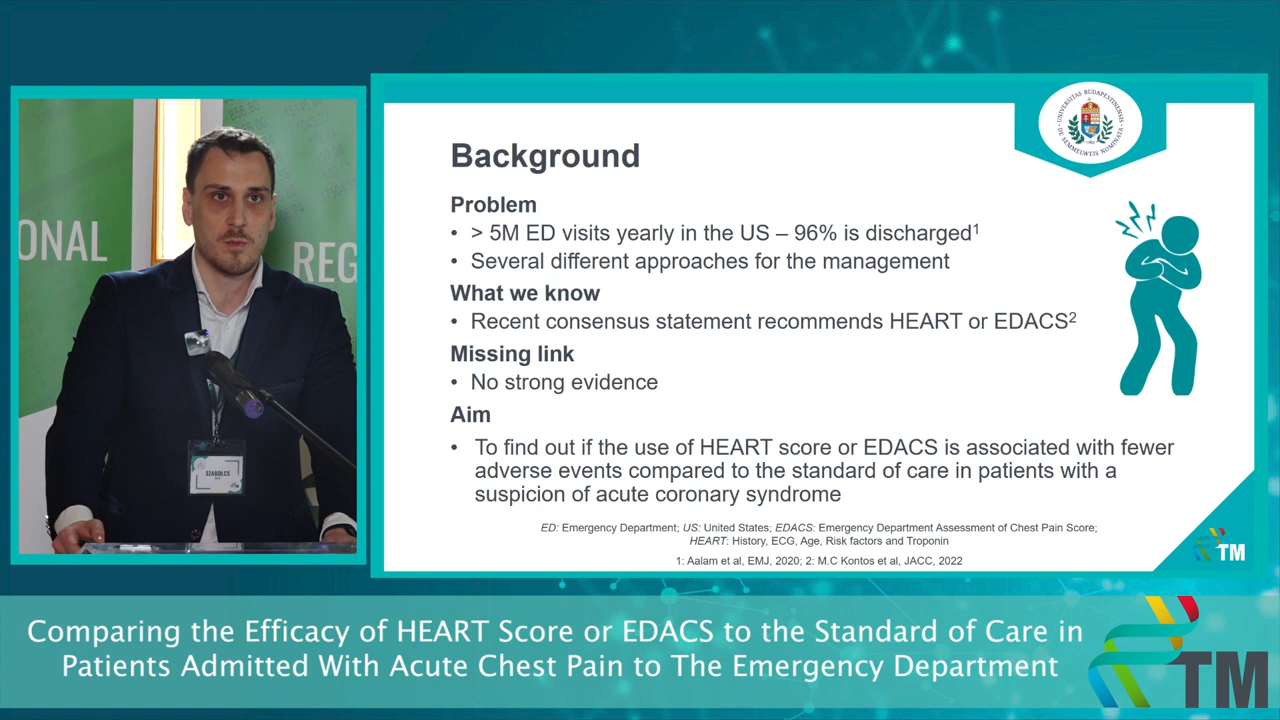 ONAL
REG
SZABOLCS
UNIVERSITAS BUDAPESTINENSIS
DE SEMMELWEIS NOMINATA
Background
Problem
• > 5M ED visits yearly in the US – 96% is discharged¹
• Several different approaches for the management
What we know
• Recent consensus statement recommends HEART or EDACS²
Missing link
• No strong evidence
Aim
• To find out if the use of HEART score or EDACS is associated with fewer
adverse events compared to the standard of care in patients with a
suspicion of acute coronary syndrome
ED: Emergency Department; US: United States; EDACS: Emergency Department Assessment of Chest Pain Score;
HEART: History, ECG, Age, Risk factors and Troponin
1: Aalam et al, EMJ, 2020; 2: M.C Kontos et al, JACC, 2022
TM
Comparing the Efficacy of HEART Score or EDACS to the Standard of Care in
Patients Admitted With Acute Chest Pain to The Emergency Department
TM